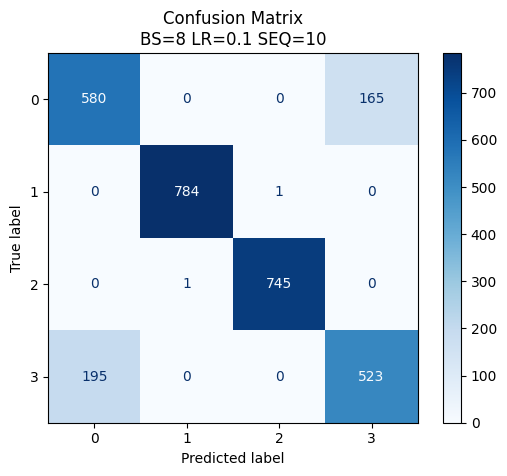 Confusion Matrix
BS=8 LR=0.1 SEQ=10
True label
0
580 0 0 165
1
0 784 1 0
2
0 1 745 0
3
195 0 0 523
0 1 2 3
Predicted label
700
600
500
400
300
200
100
0